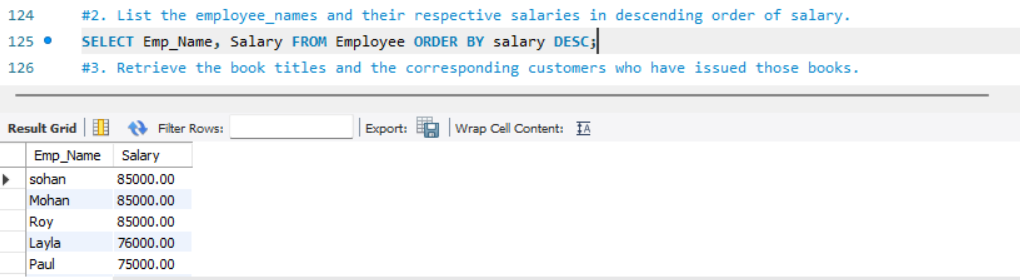 124 #2. List the employee_names and their respective salaries in descending order of salary.
125 SELECT Emp_Name, Salary FROM Employee ORDER BY salary DESC;
126 #3. Retrieve the book titles and the corresponding customers who have issued those books.
Result Grid Filter Rows: Export: Wrap Cell Content: IA
Emp_Name Salary
sohan 85000.00
Mohan 85000.00
Roy 85000.00
Layla 76000.00
Paul 75000.00